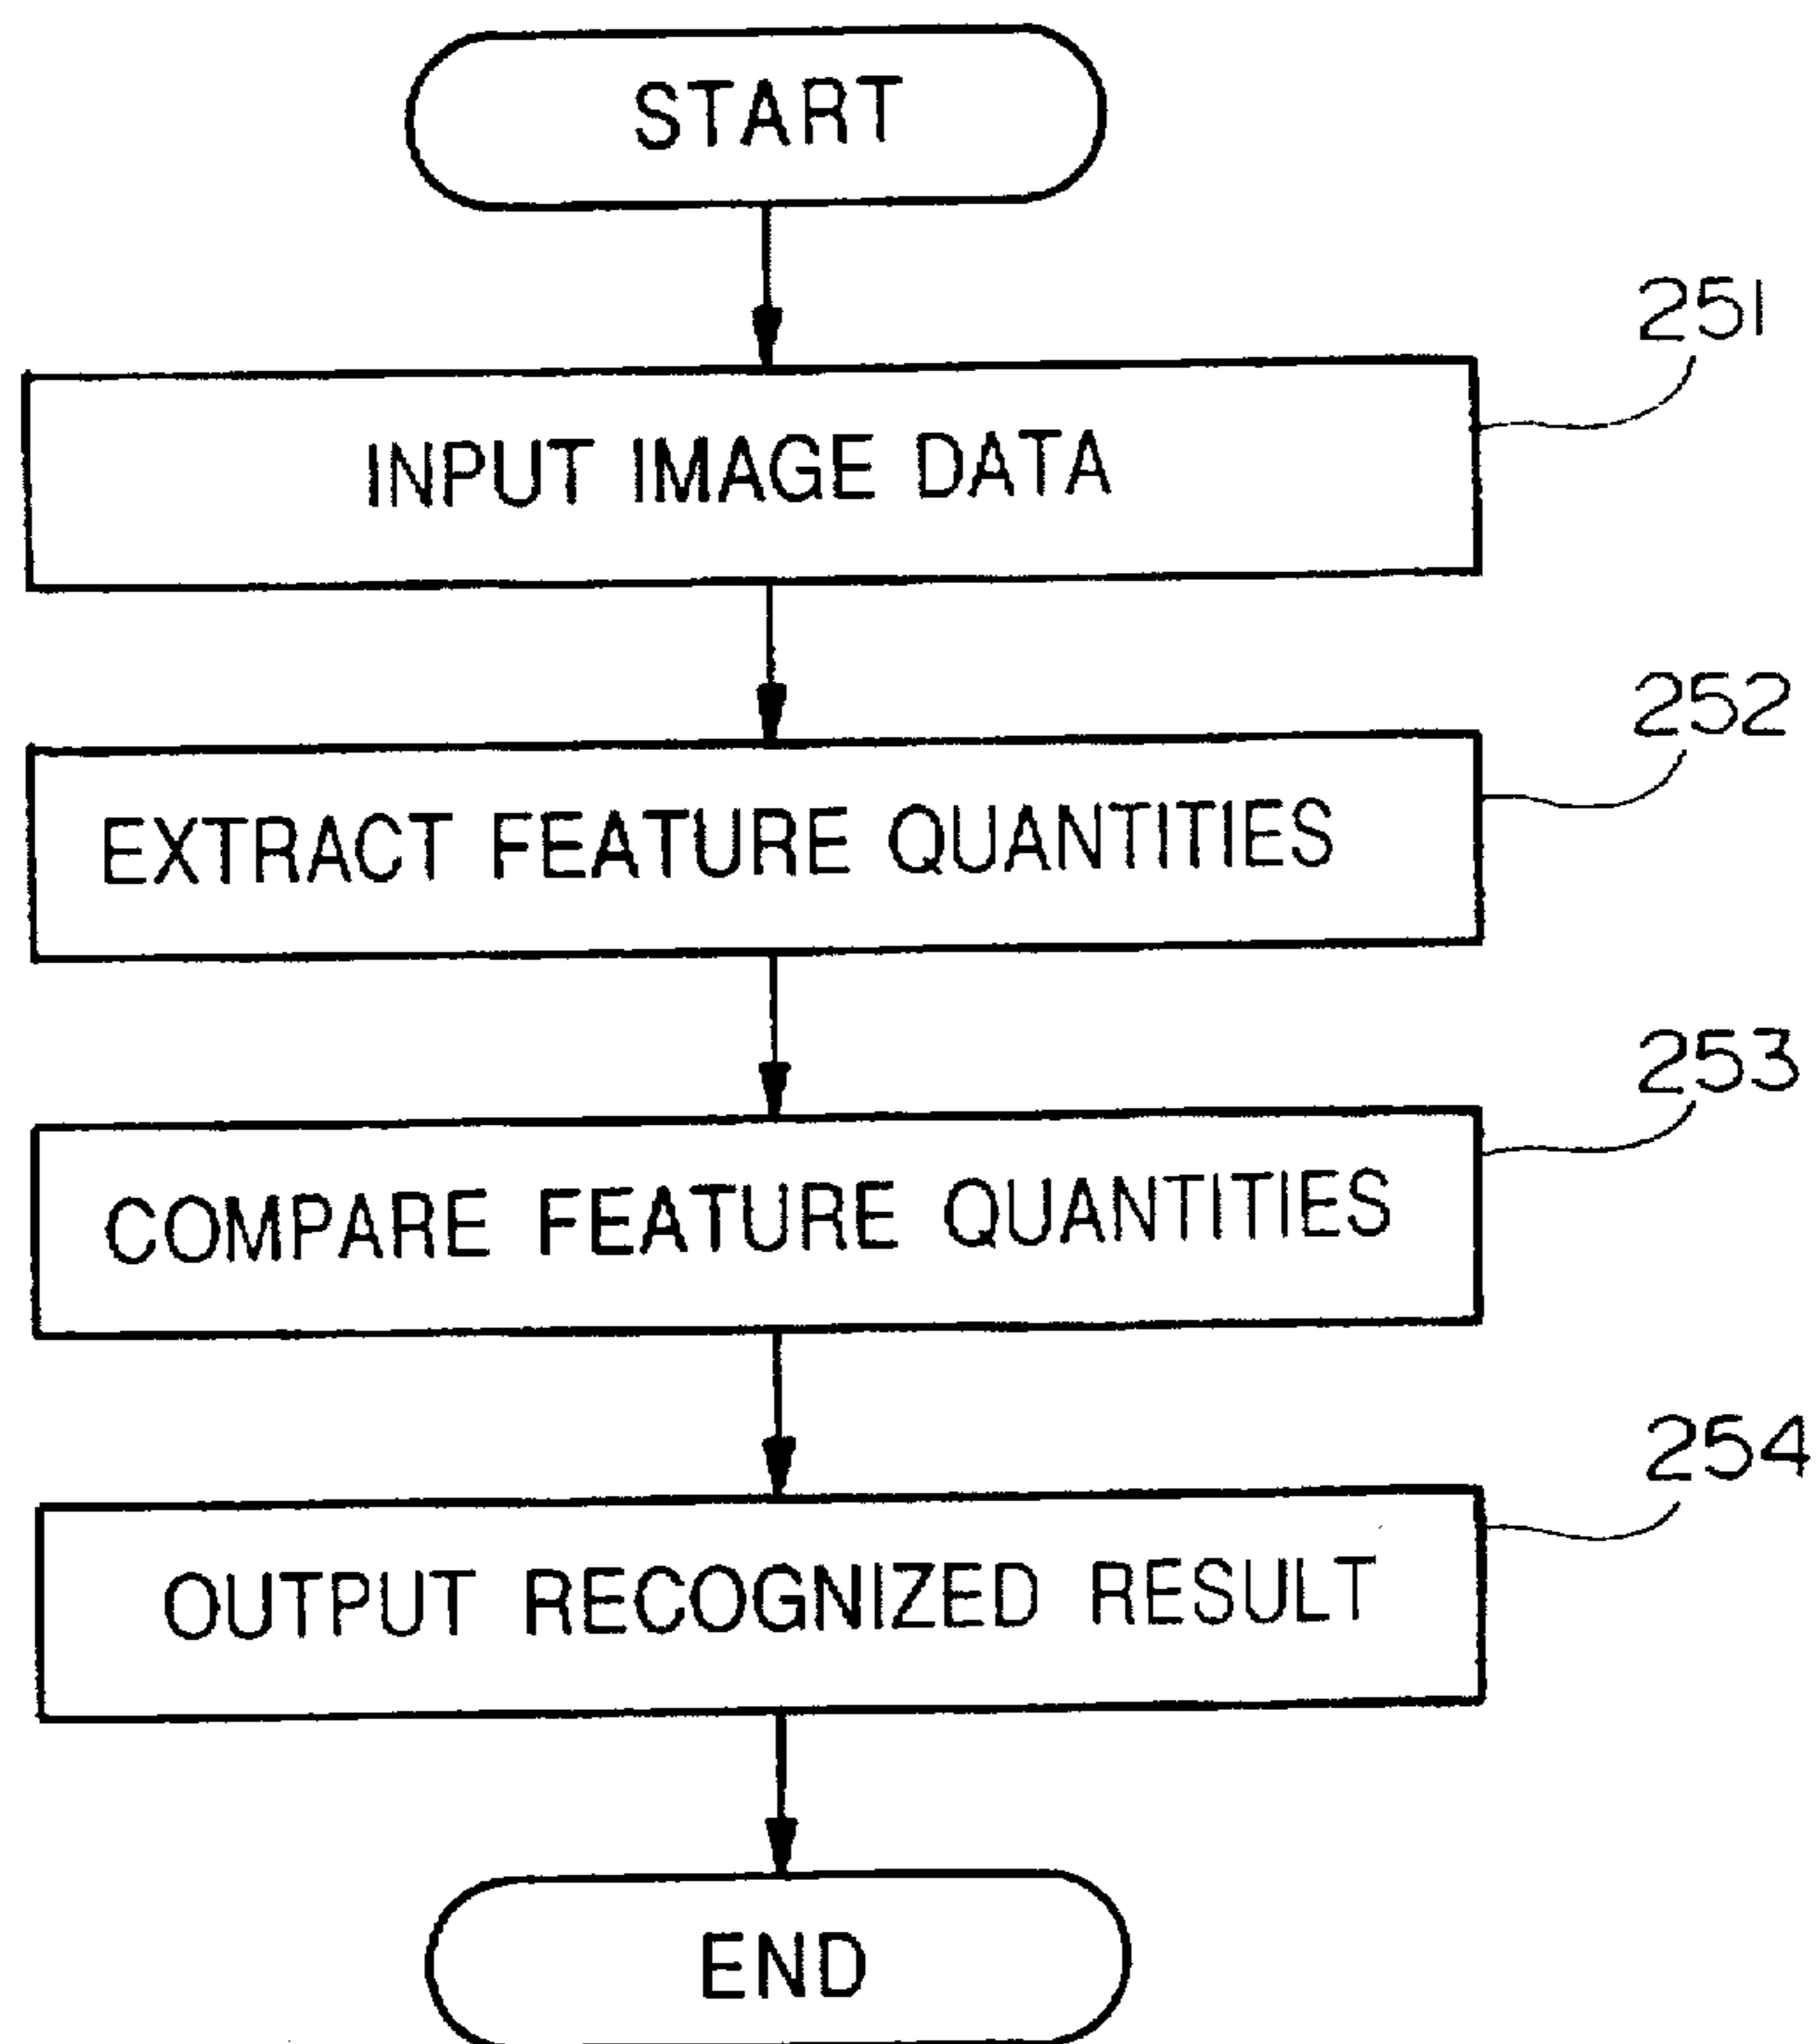 START
251
INPUT IMAGE DATA
252
EXTRACT FEATURE QUANTITIES
253
COMPARE FEATURE QUANTITIES
254
OUTPUT RECOGNIZED RESULT
END